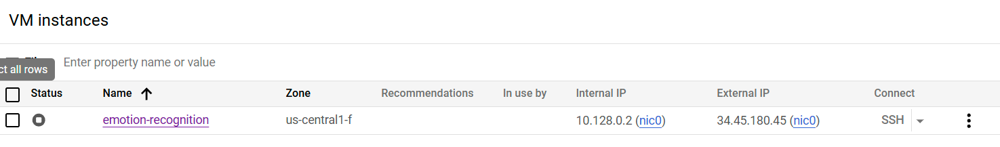 VM instances
Enter property name or value
ct all rows
Status Name Zone Recommendations In use by Internal IP External IP Connect
emotion-recognition us-central1-f 10.128.0.2 (nic0) 34.45.180.45 (nic0) SSH